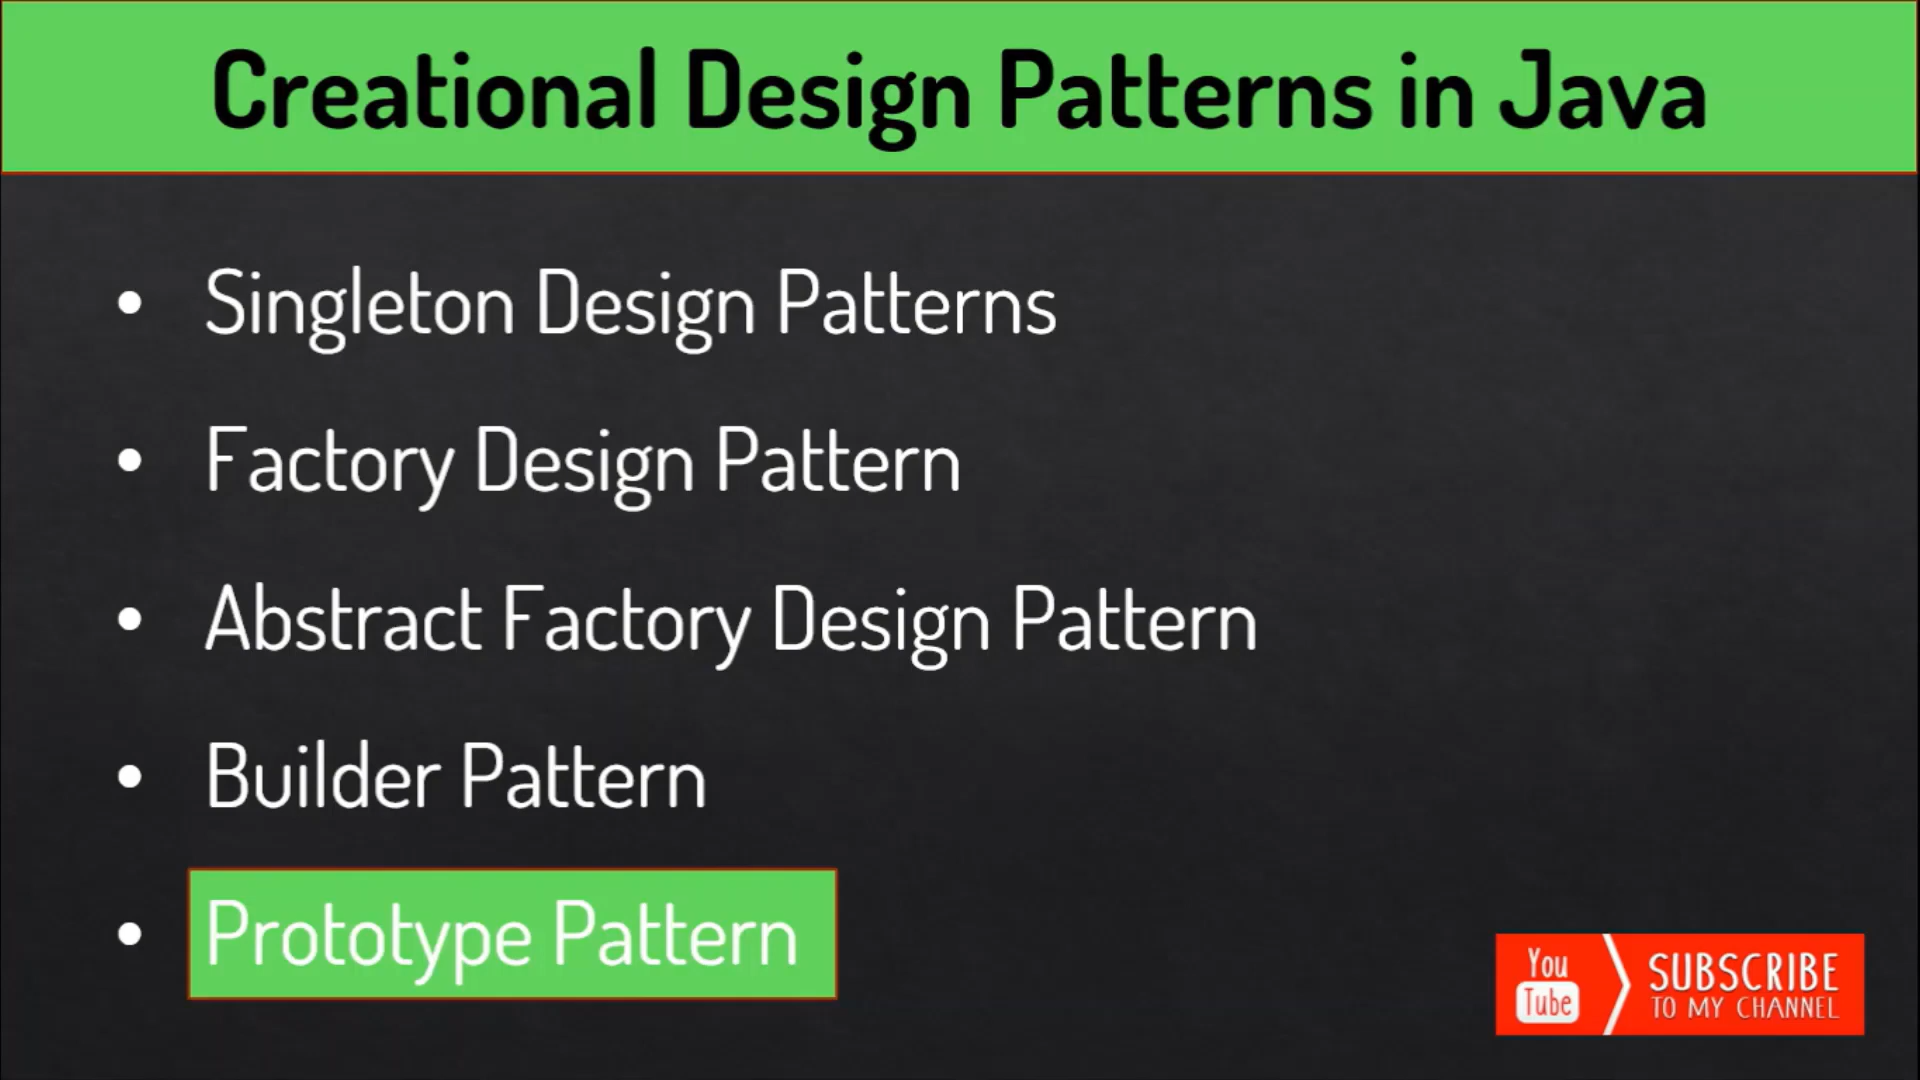 Creational Design Patterns in Java
• Singleton Design Patterns
• Factory Design Pattern
• Abstract Factory Design Pattern
• Builder Pattern
• Prototype Pattern
You
Tube
SUBSCRIBE
TO MY CHANNEL